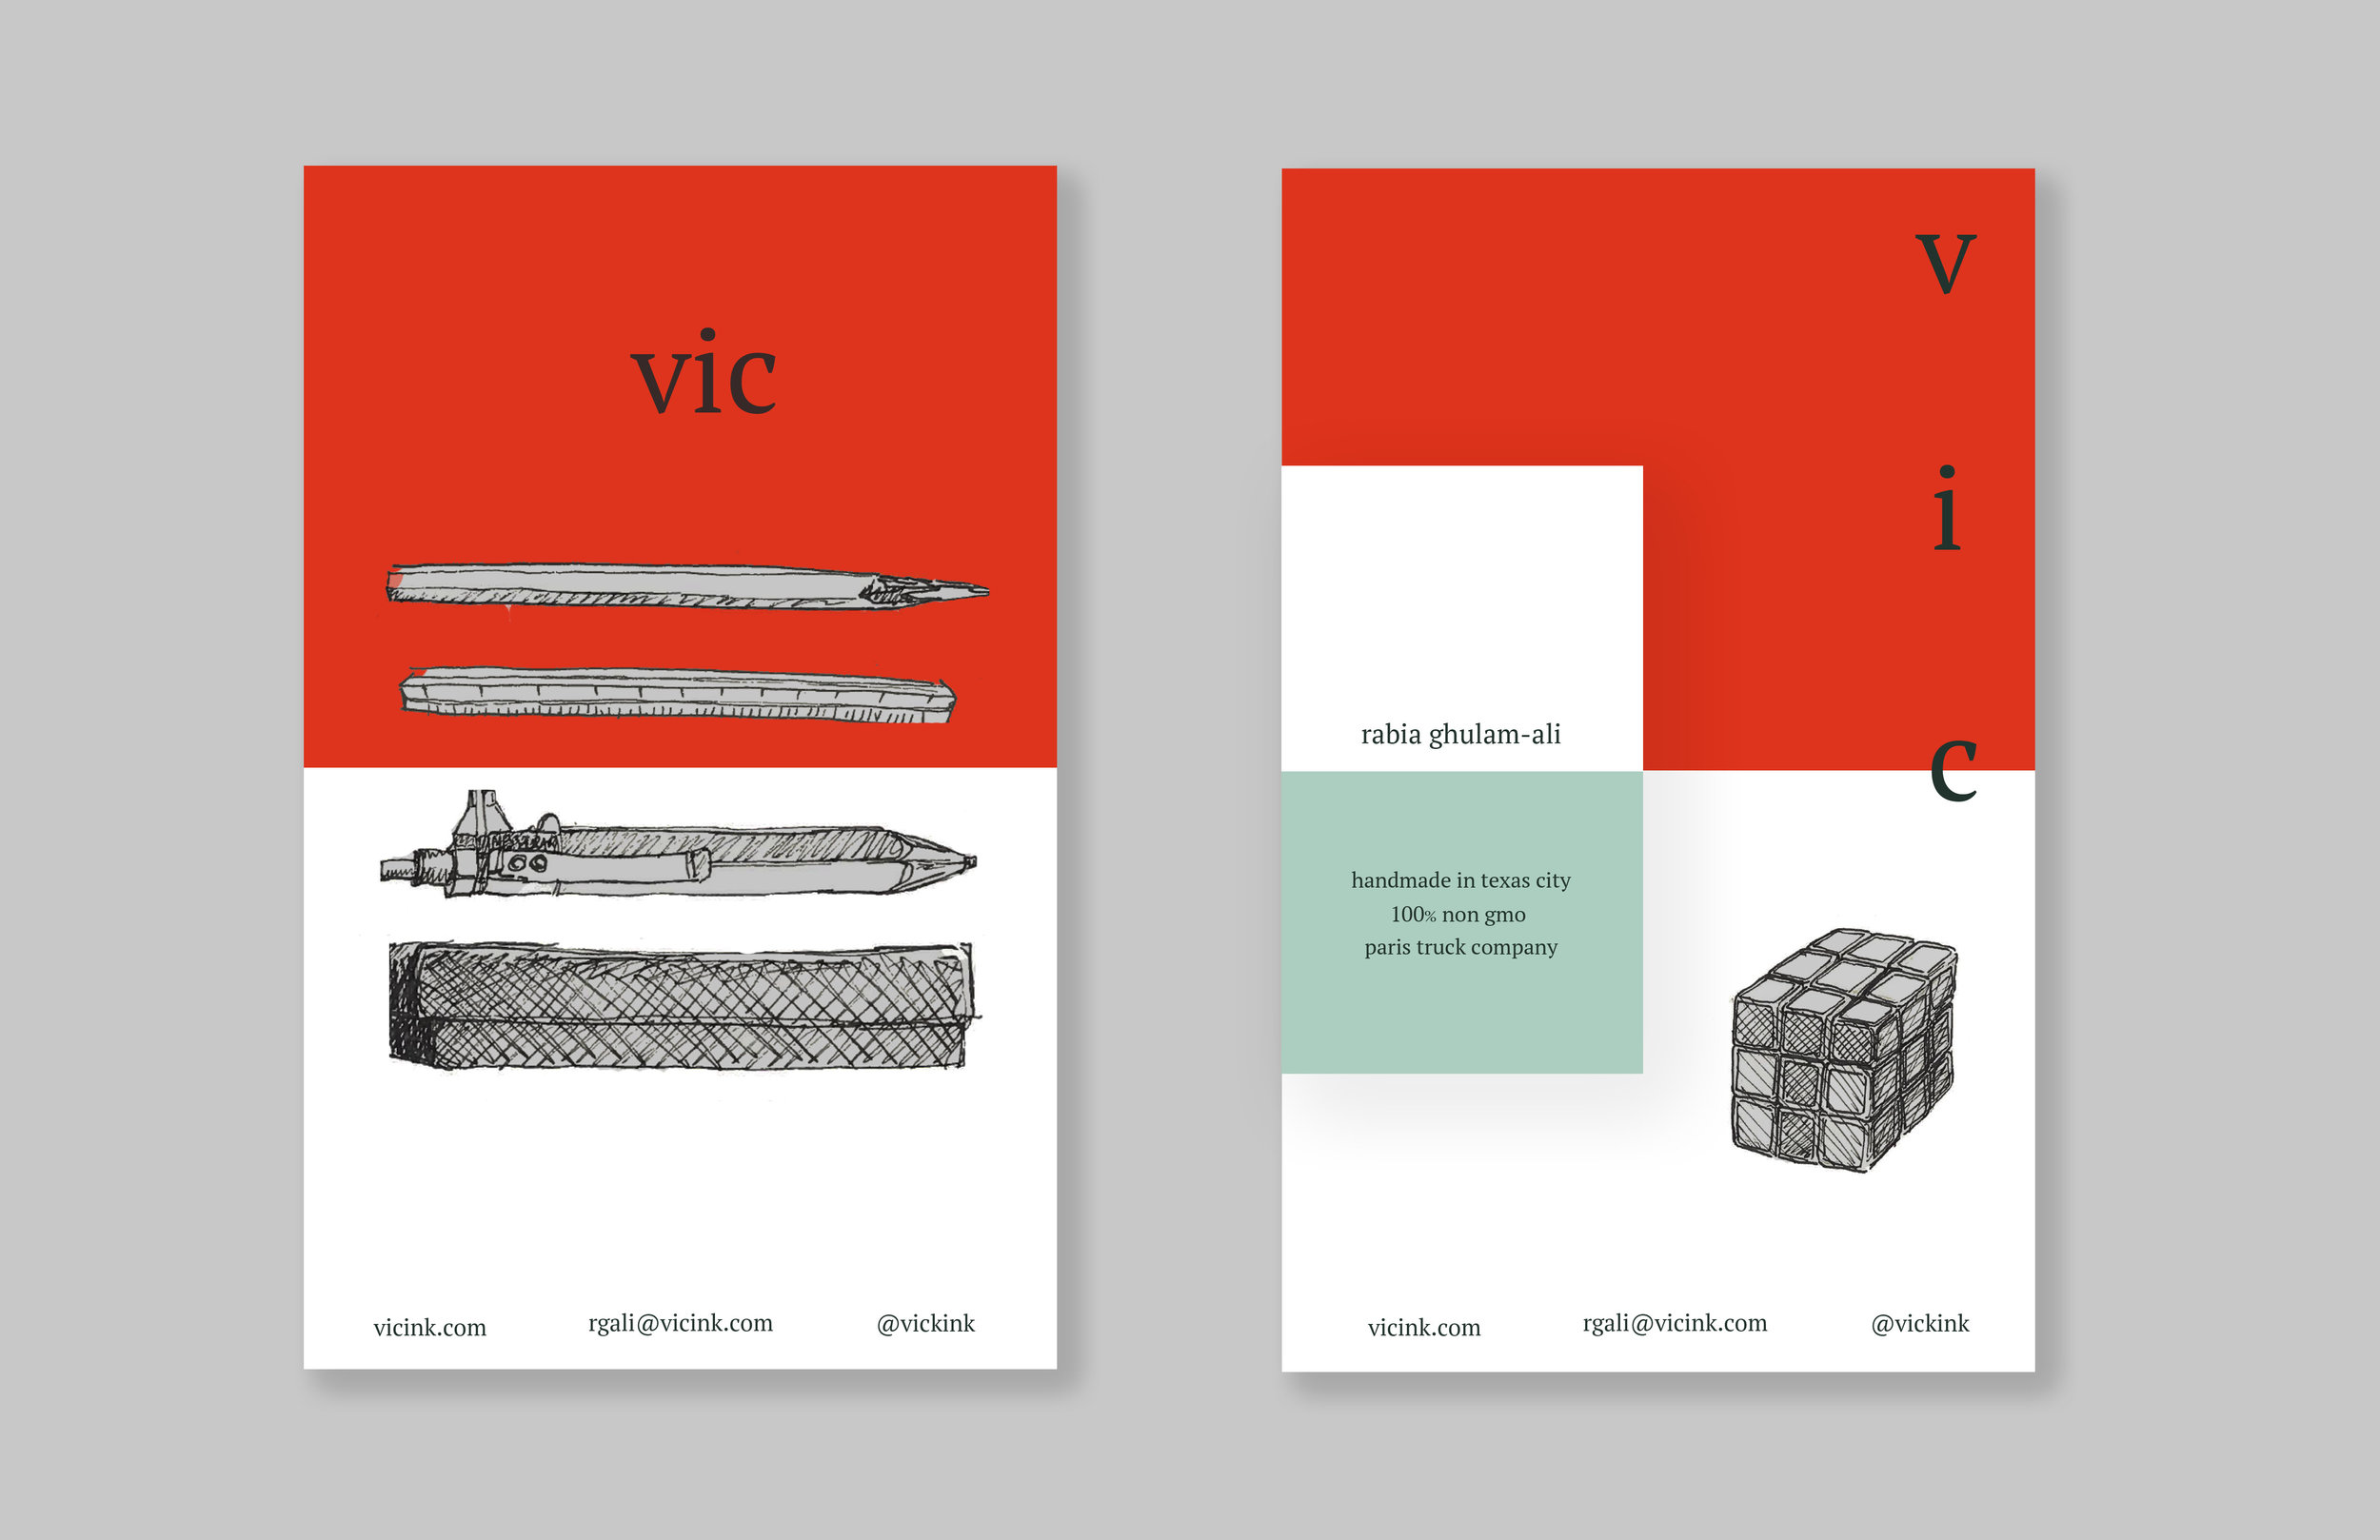 vic
vicink.com
rgali@vicink.com
@vickink
v
i
c
rabia ghulam-ali
handmade in texas city
100% non gmo
paris truck company
vicink.com
rgali@vicink.com
@vickink